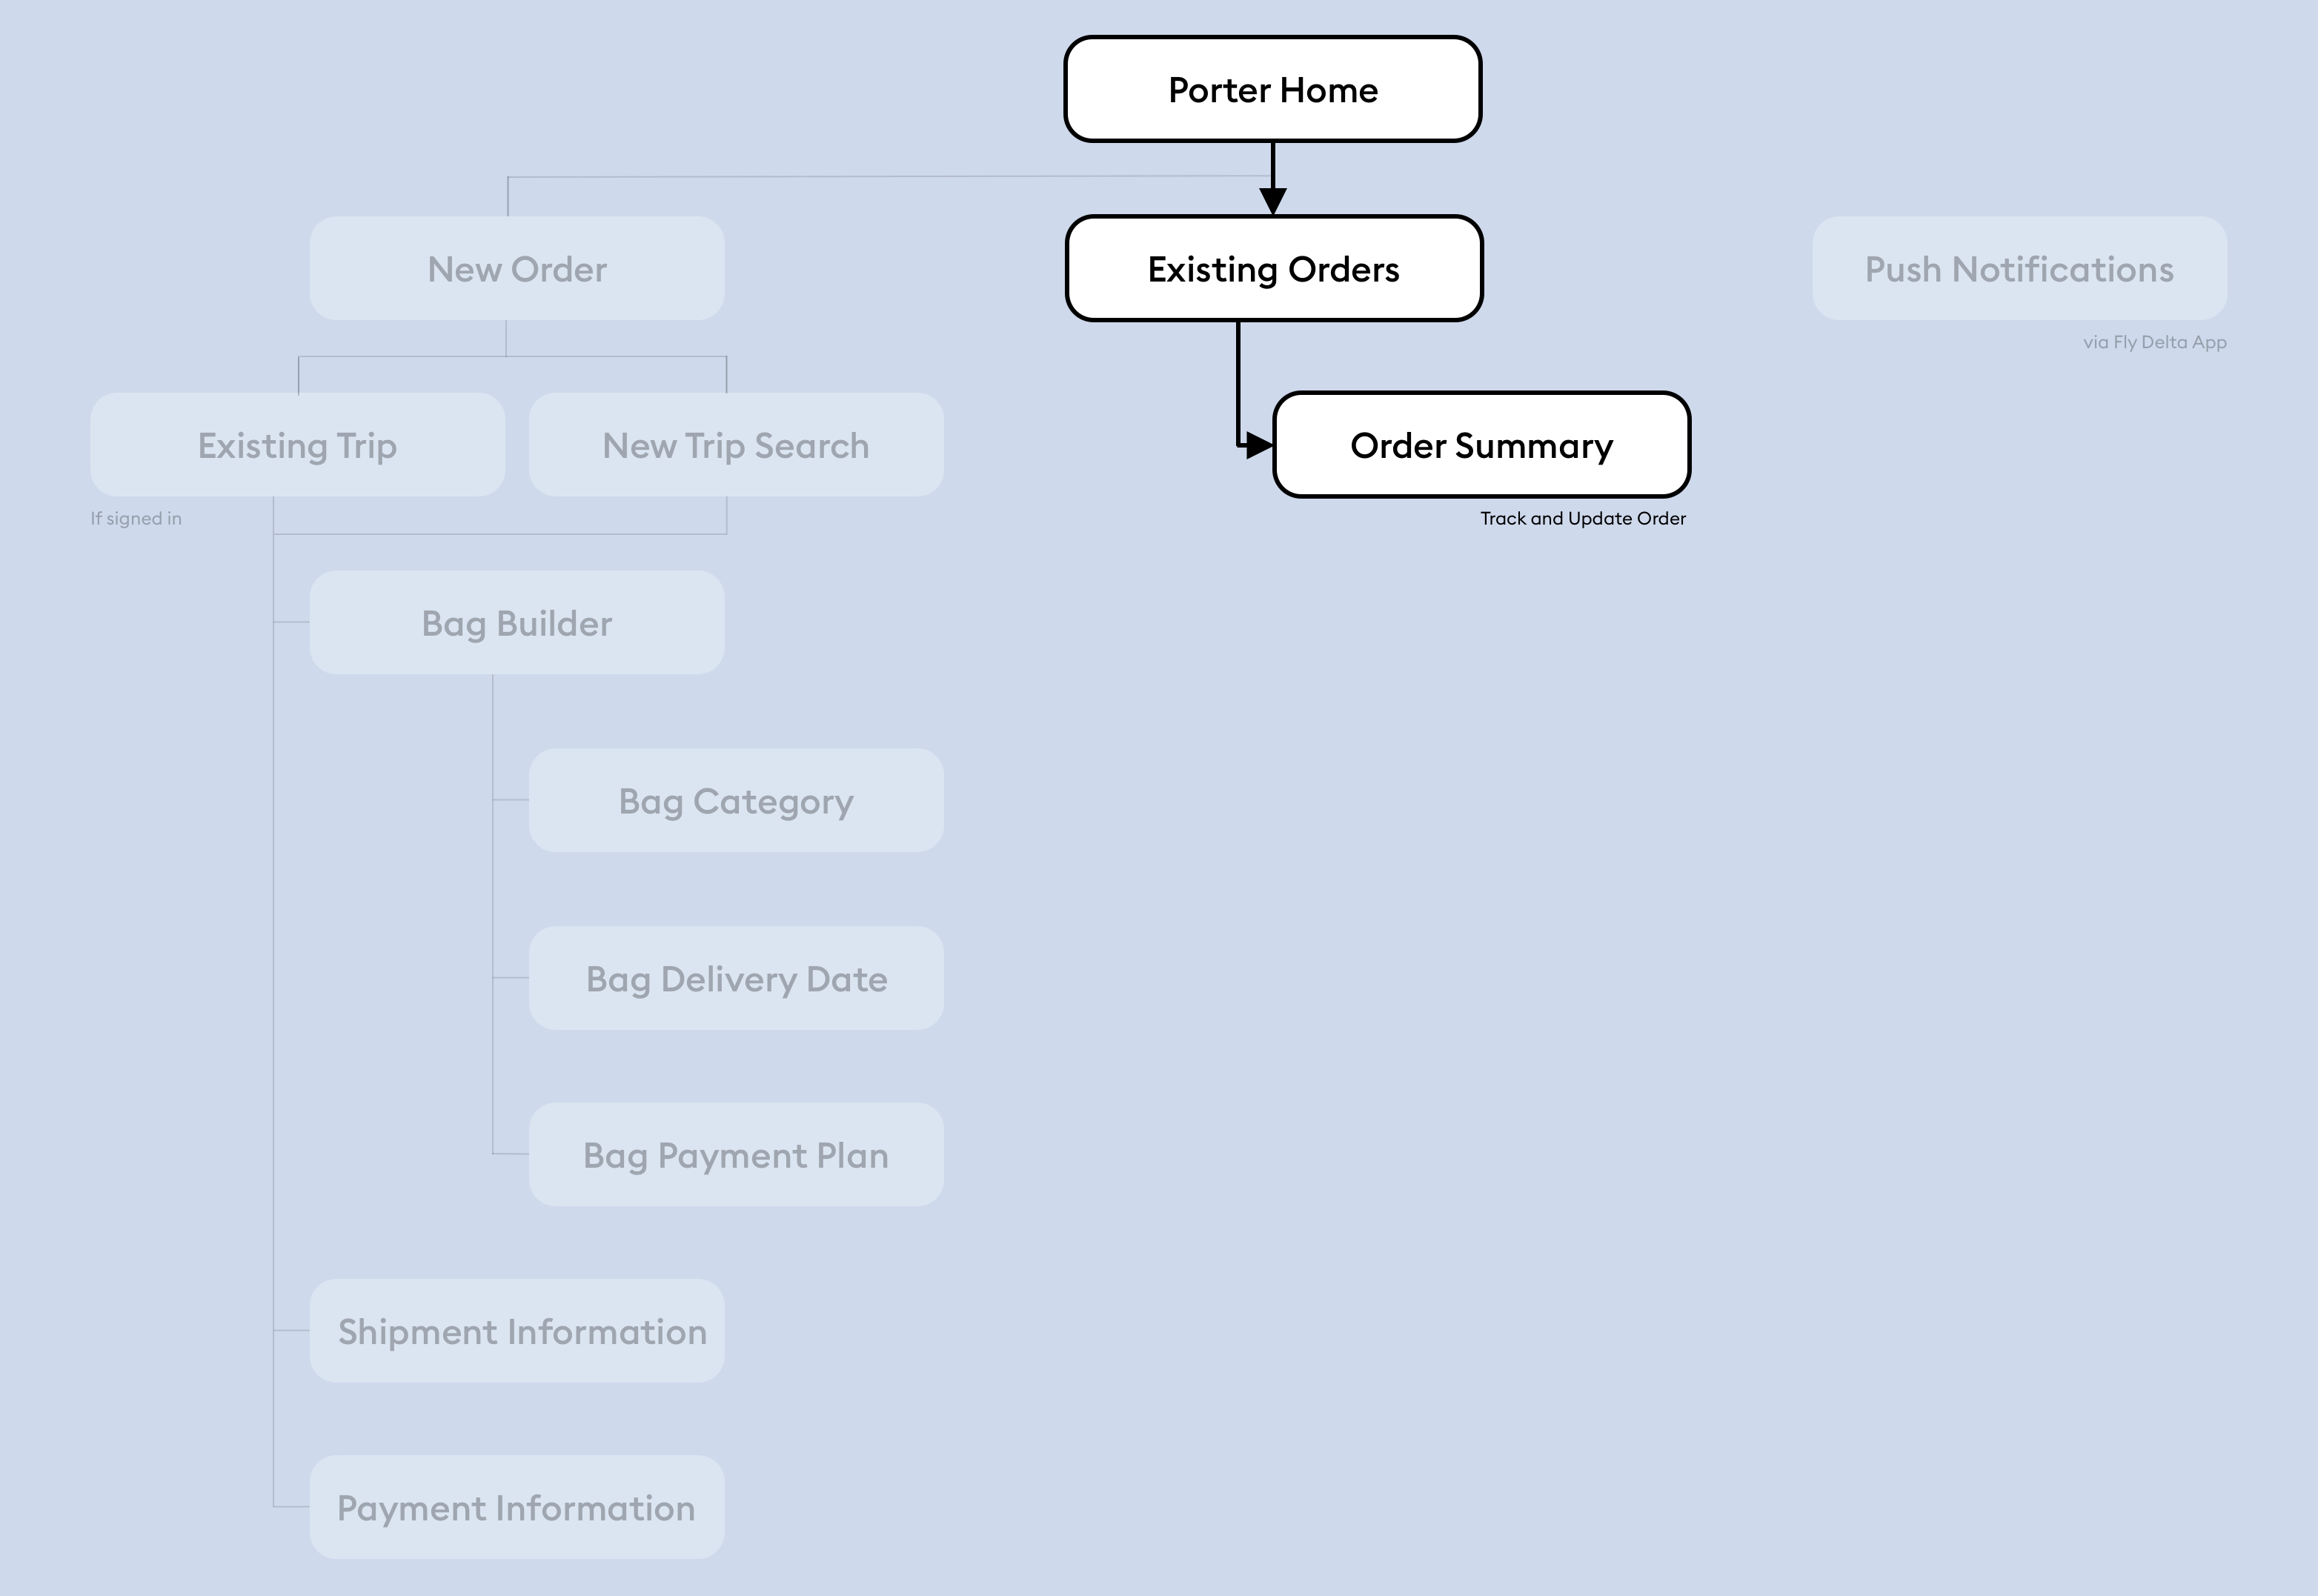 Porter Home
New Order
Existing Orders
Push Notifications
via Fly Delta App
Existing Trip
New Trip Search
Order Summary
If signed in
Track and Update Order
Bag Builder
Bag Category
Bag Delivery Date
Bag Payment Plan
Shipment Information
Payment Information